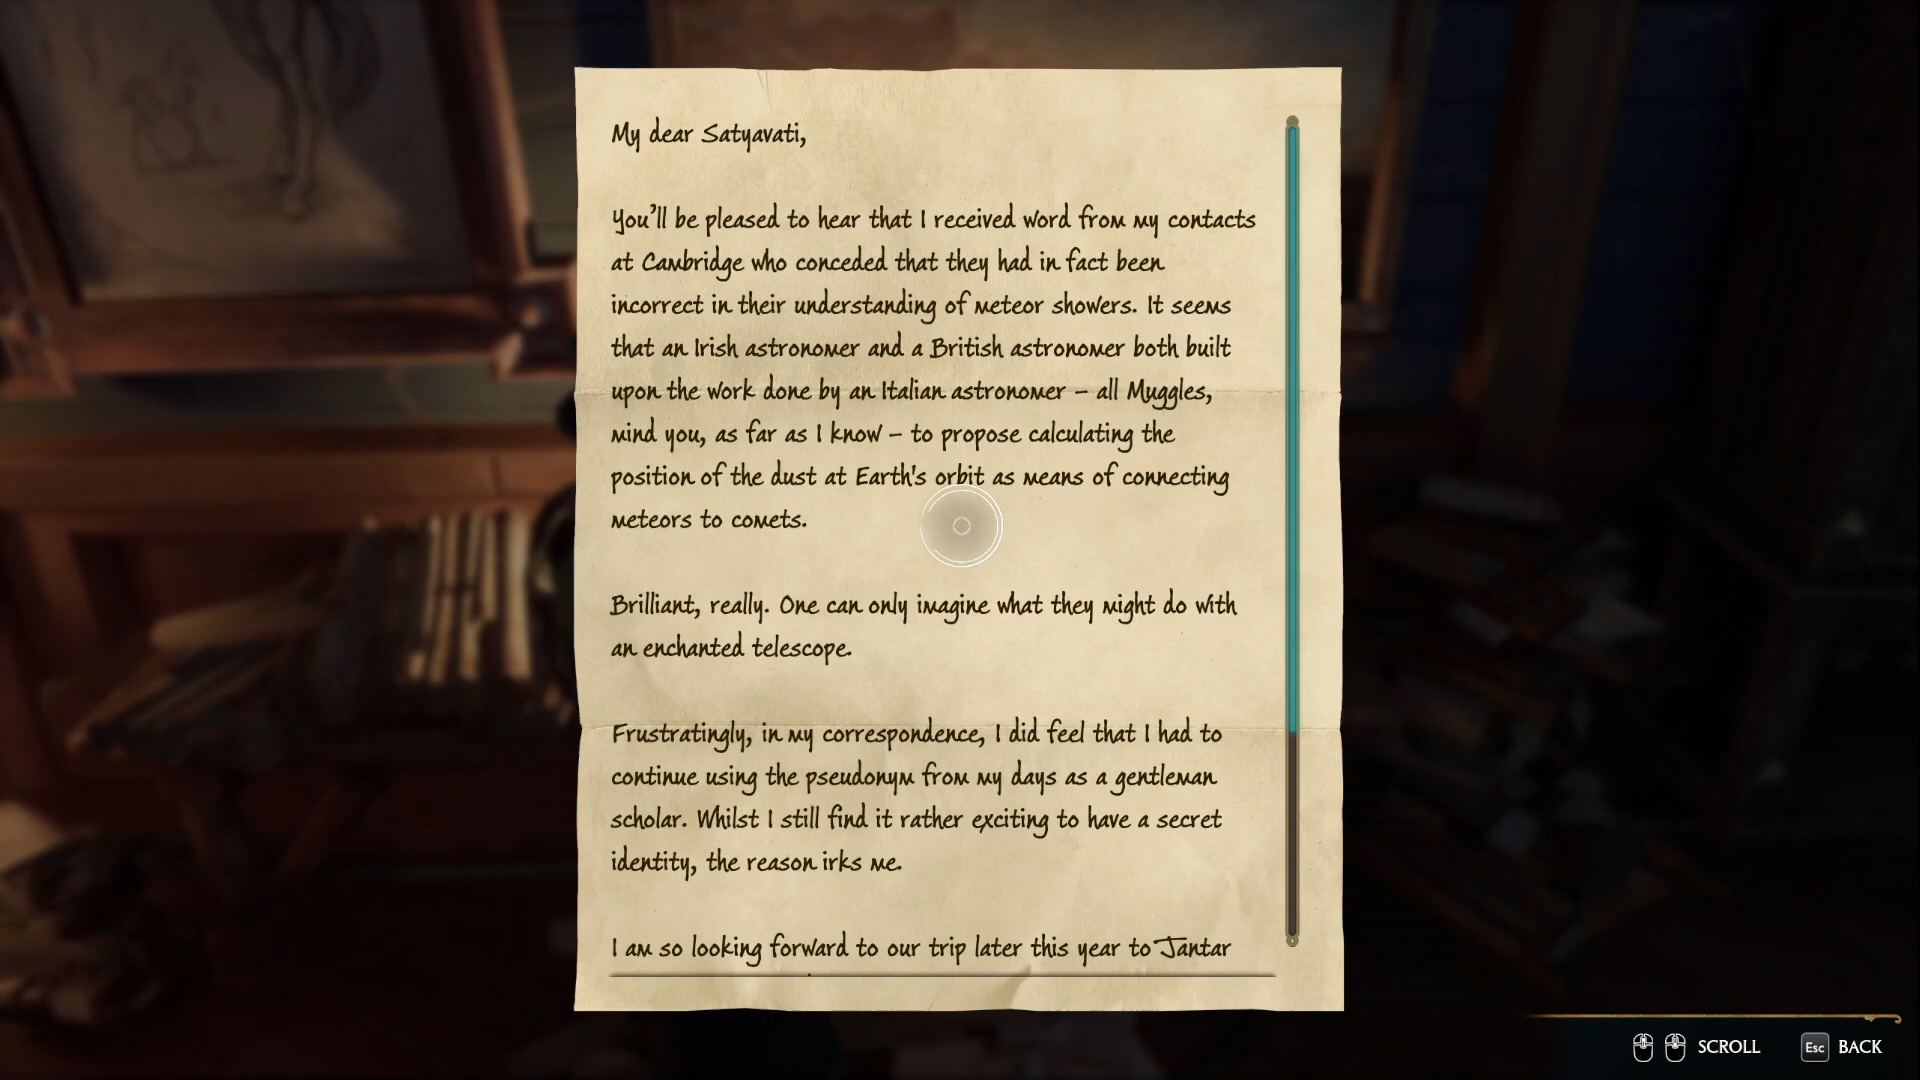 My dear Satyavati,
You’ll be pleased to hear that I received word from my contacts
at Cambridge who conceded that they had in fact been
incorrect in their understanding of meteor showers. It seems
that an Irish astronomer and a British astronomer both built
upon the work done by an Italian astronomer – all Muggles,
mind you, as far as I know – to propose calculating the
position of the dust at Earth's orbit as means of connecting
meteors to comets.
Brilliant, really. One can only imagine what they might do with
an enchanted telescope.
Frustratingly, in my correspondence, I did feel that I had to
continue using the pseudonym from my days as a gentleman
scholar. Whilst I still find it rather exciting to have a secret
identity, the reason irks me.
I am so looking forward to our trip later this year to Jantar
SCROLL Esc BACK